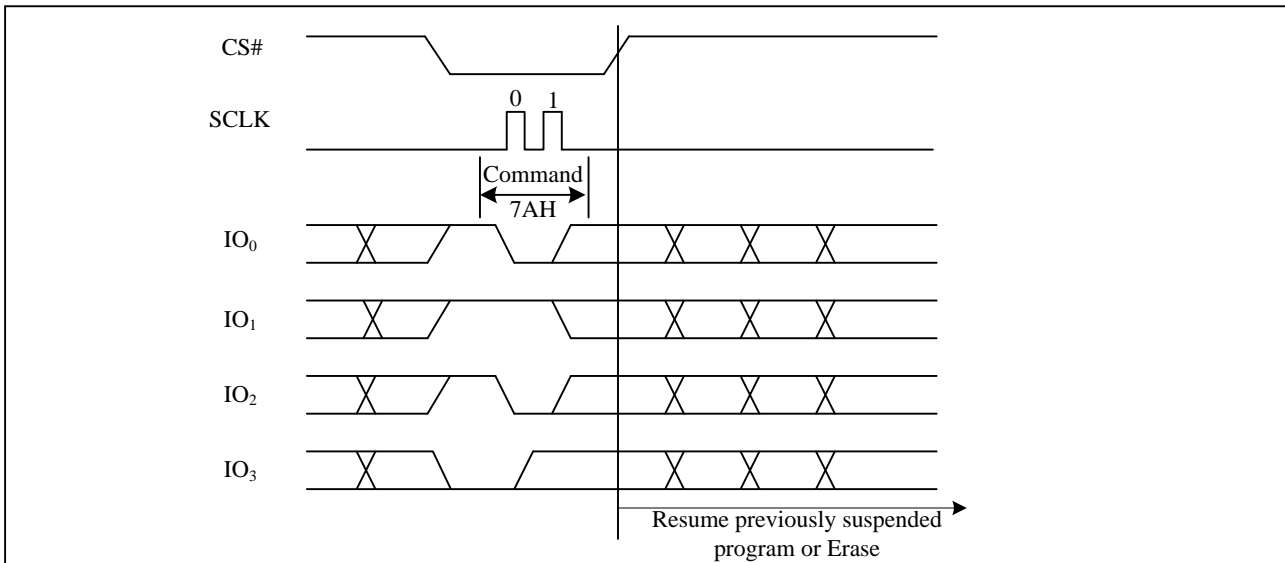 CS#
0 1
SCLK
Command
7AH
IO0
IO1
IO2
IO3
Resume previously suspended
program or Erase